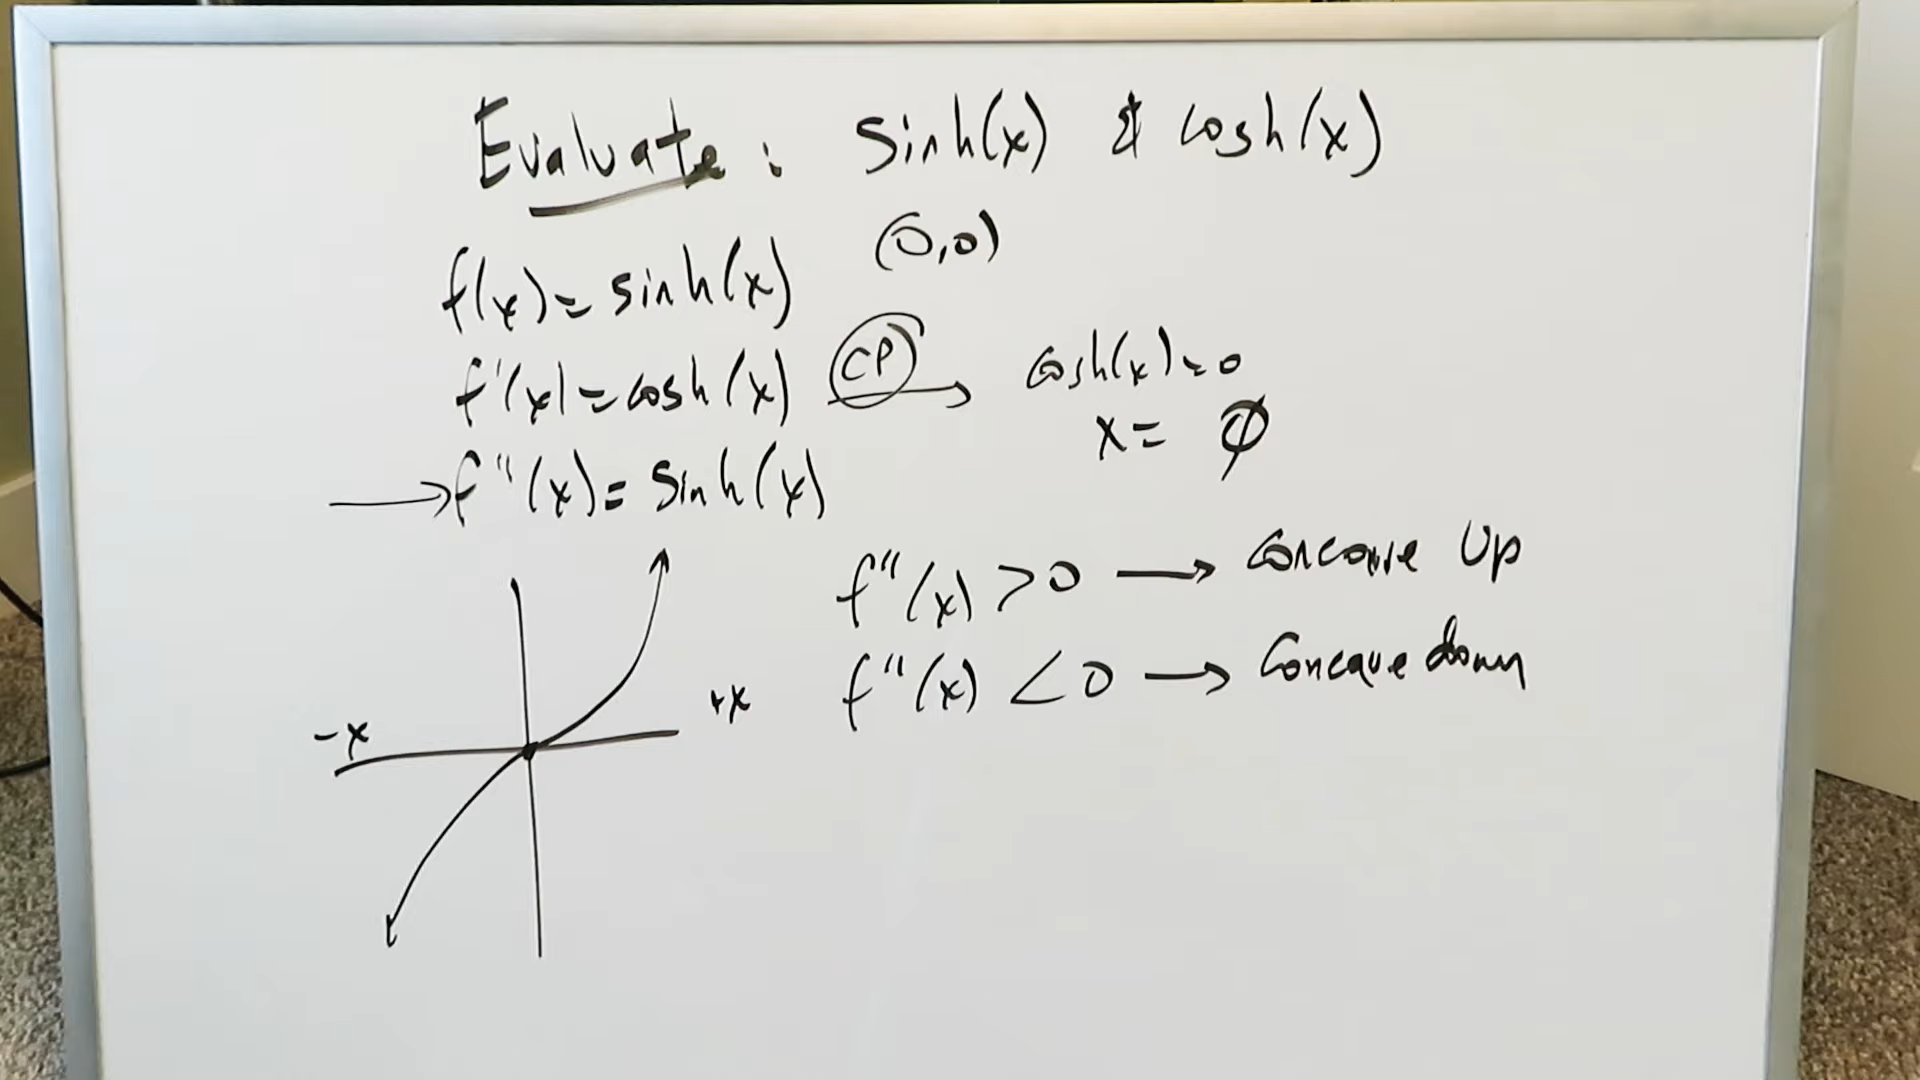 Evaluate: sinh(x) & cosh(x)
(0,0)
f(x) = sinh(x)
f'(x) = cosh(x) CP → cosh(x) = 0
x = ∅
→ f''(x) = sinh(x)
f''(x) > 0 → Concave Up
f''(x) < 0 → Concave down
-x +x